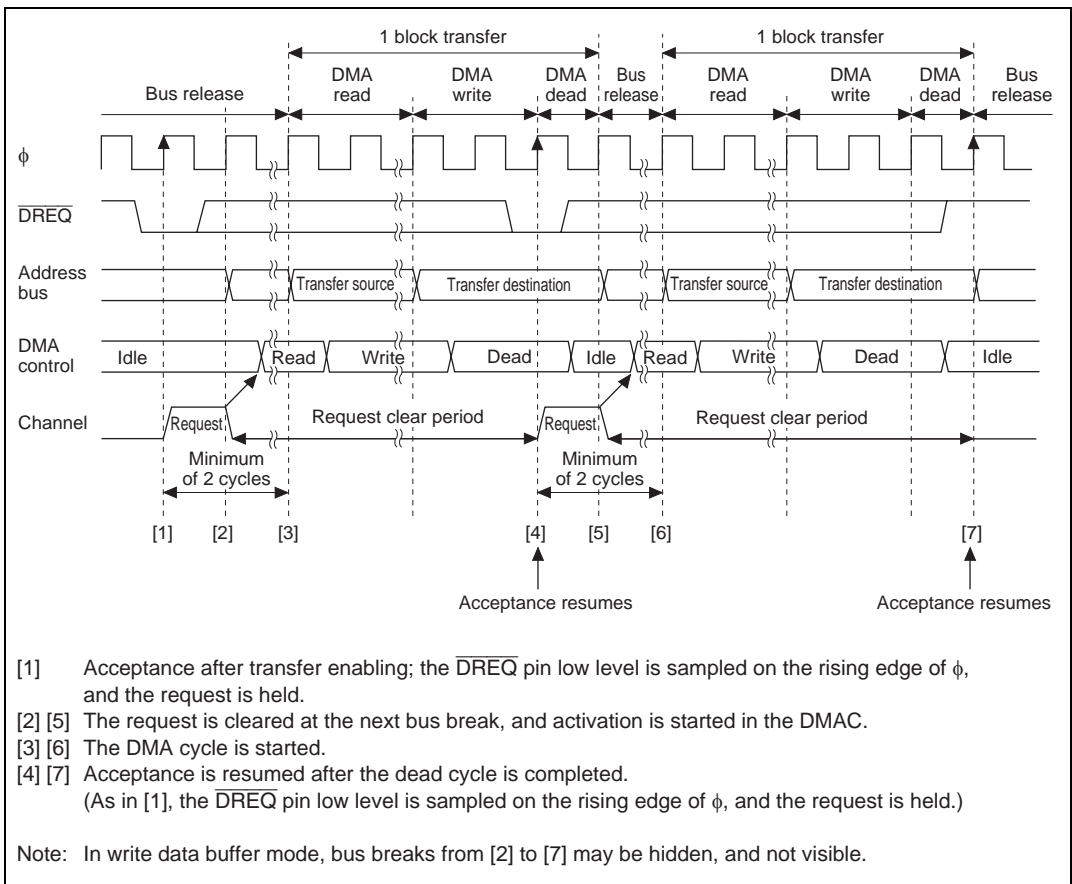 1 block transfer 1 block transfer
DMA read DMA write DMA dead Bus release DMA read DMA write DMA dead Bus release
Bus release
ϕ
DREQ
Address bus
Transfer source Transfer destination Transfer source Transfer destination
DMA control
Idle Read Write Dead Idle Read Write Dead Idle
Channel
Request Request clear period Request Request clear period
Minimum of 2 cycles Minimum of 2 cycles
[1] [2] [3] [4] [5] [6] [7]
Acceptance resumes Acceptance resumes
[1] Acceptance after transfer enabling; the DREQ pin low level is sampled on the rising edge of ϕ,
and the request is held.
[2] [5] The request is cleared at the next bus break, and activation is started in the DMAC.
[3] [6] The DMA cycle is started.
[4] [7] Acceptance is resumed after the dead cycle is completed.
(As in [1], the DREQ pin low level is sampled on the rising edge of ϕ, and the request is held.)
Note: In write data buffer mode, bus breaks from [2] to [7] may be hidden, and not visible.